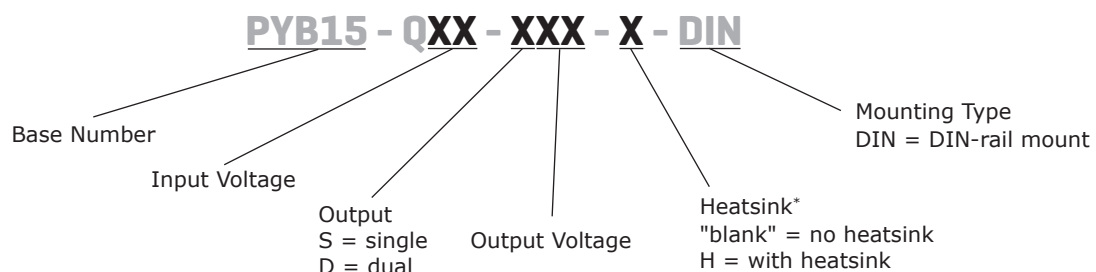 PYB15 - QXX - XXX - X - DIN
Base Number
Input Voltage
Output
S = single
D = dual
Output Voltage
Heatsink*
"blank" = no heatsink
H = with heatsink
Mounting Type
DIN = DIN-rail mount